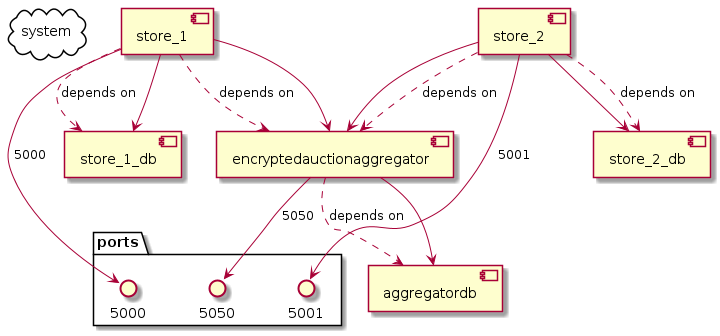 system
store_1
store_2
depends on
depends on
depends on
depends on
store_1_db
encryptedauctionaggregator
store_2_db
5000
5001
5050
depends on
ports
5000
5050
5001
aggregatordb